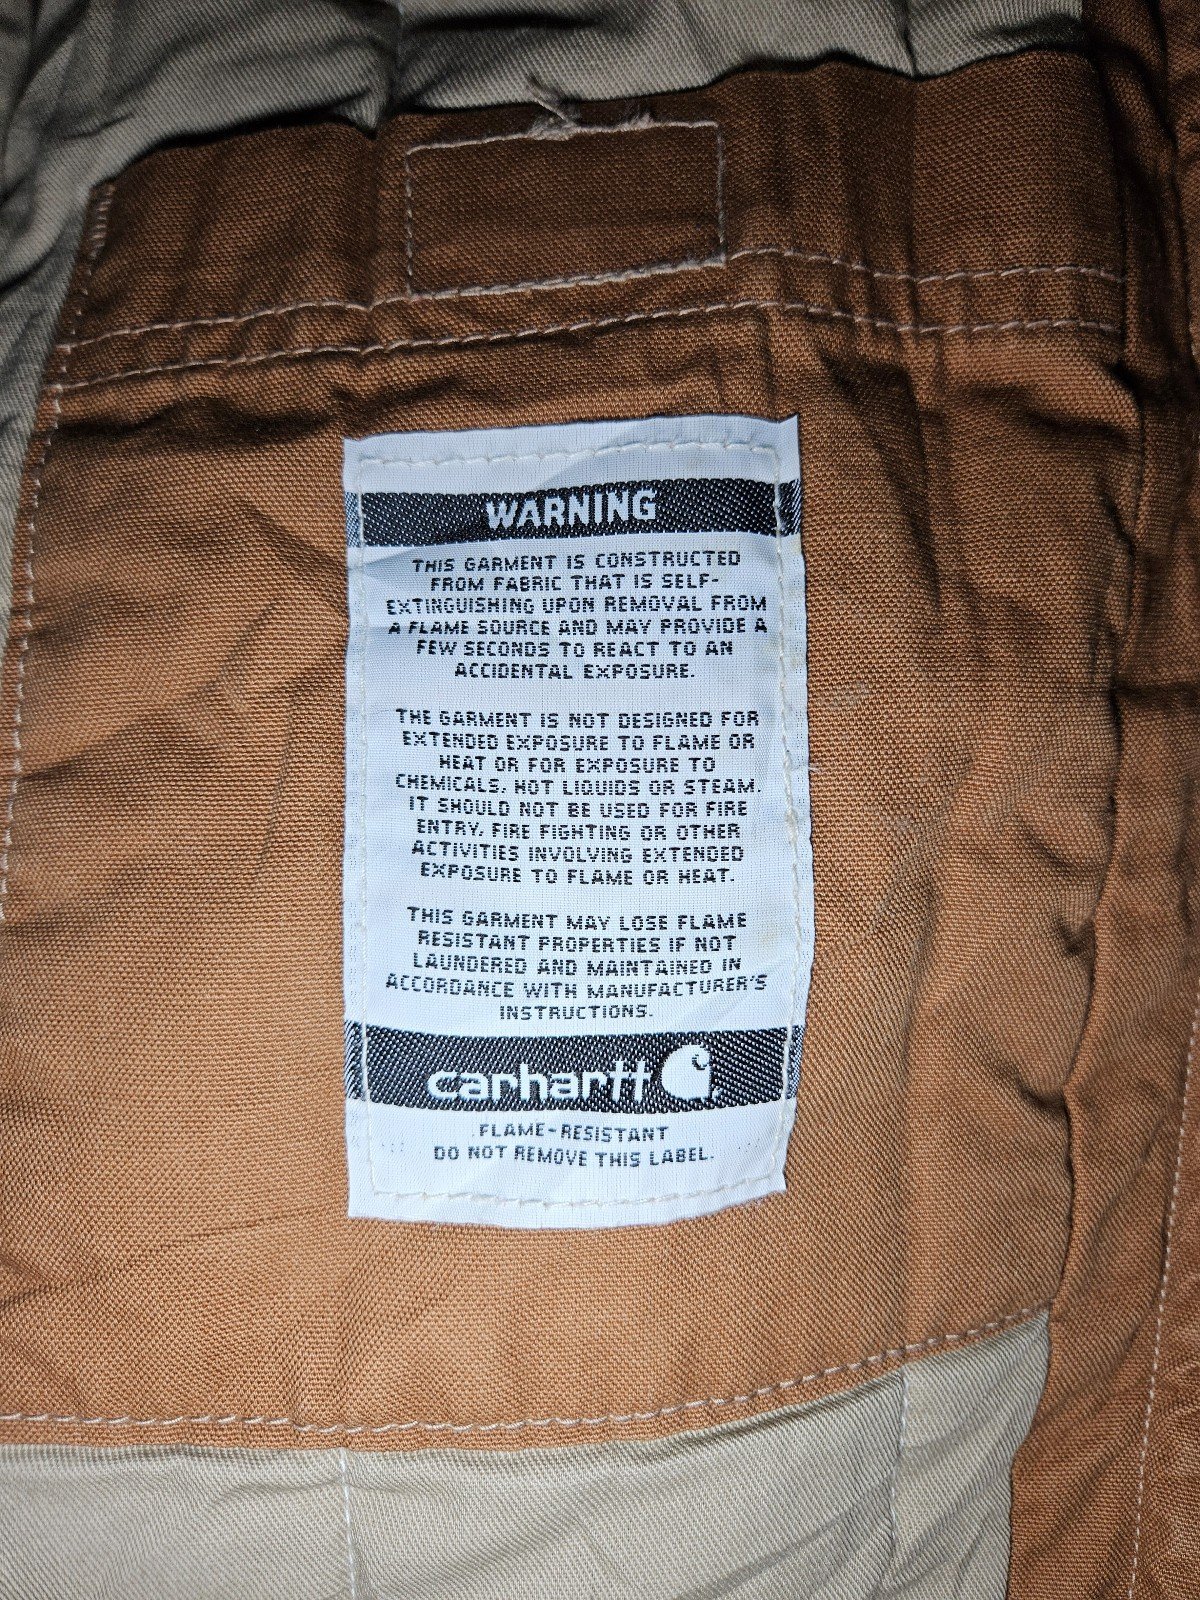 WARNING
THIS GARMENT IS CONSTRUCTED
FROM FABRIC THAT IS SELF-
EXTINGUISHING UPON REMOVAL FROM
A FLAME SOURCE AND MAY PROVIDE A
FEW SECONDS TO REACT TO AN
ACCIDENTAL EXPOSURE.
THE GARMENT IS NOT DESIGNED FOR
EXTENDED EXPOSURE TO FLAME OR
HEAT OR FOR EXPOSURE TO
CHEMICALS, HOT LIQUIDS OR STEAM.
IT SHOULD NOT BE USED FOR FIRE
ENTRY, FIRE FIGHTING OR OTHER
ACTIVITIES INVOLVING EXTENDED
EXPOSURE TO FLAME OR HEAT.
THIS GARMENT MAY LOSE FLAME
RESISTANT PROPERTIES IF NOT
LAUNDERED AND MAINTAINED IN
ACCORDANCE WITH MANUFACTURER'S
INSTRUCTIONS.
carhartt
FLAME-RESISTANT
DO NOT REMOVE THIS LABEL.